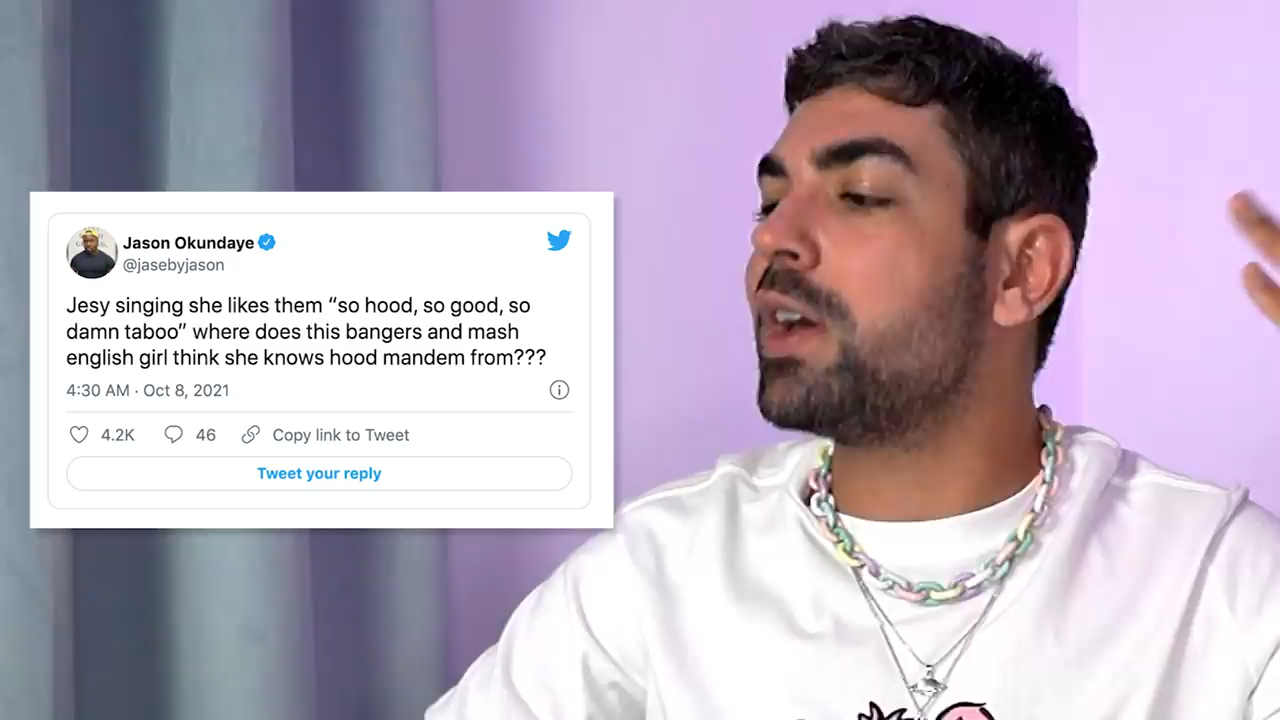 Jason Okundaye
@jasebyjason
Jesy singing she likes them “so hood, so good, so
damn taboo” where does this bangers and mash
english girl think she knows hood mandem from???
4:30 AM · Oct 8, 2021
4.2K 46 Copy link to Tweet
Tweet your reply